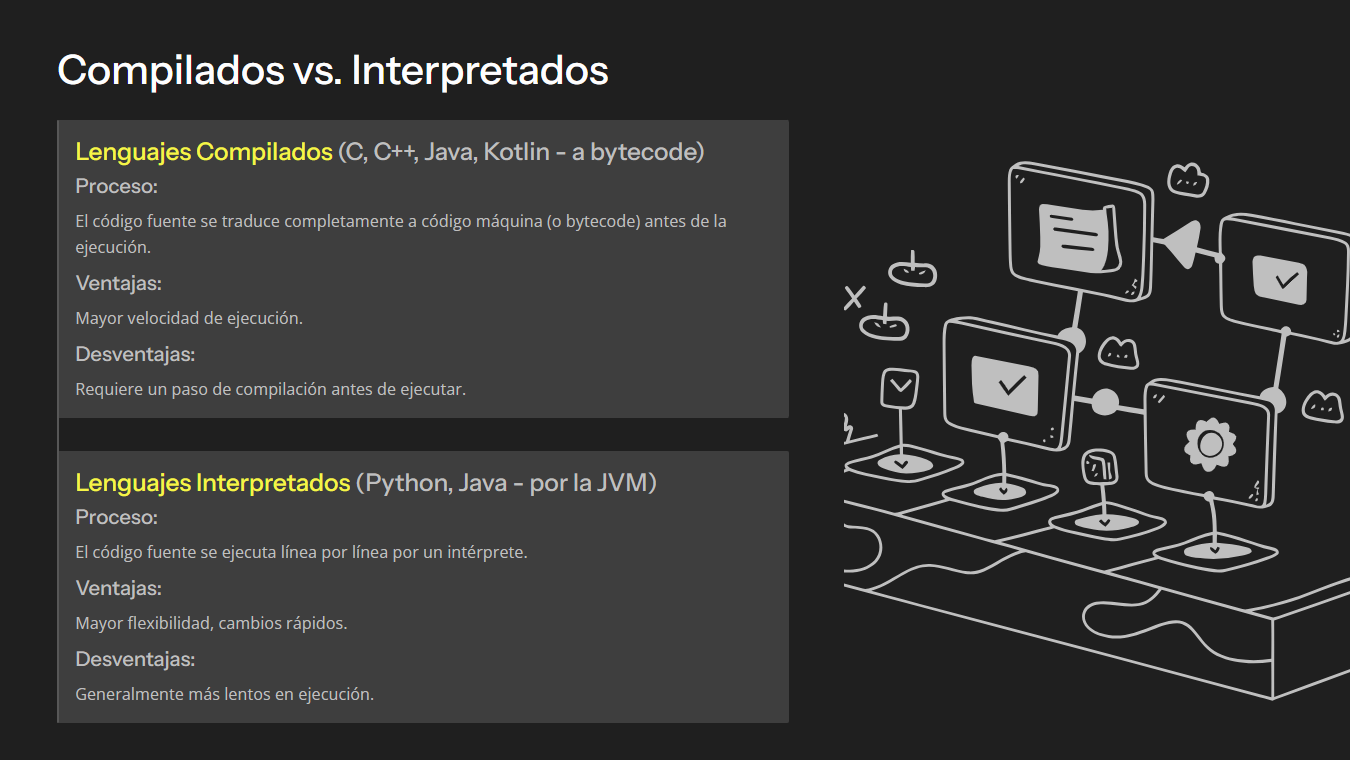 Compilados vs. Interpretados
Lenguajes Compilados (C, C++, Java, Kotlin - a bytecode)
Proceso:
El código fuente se traduce completamente a código máquina (o bytecode) antes de la
ejecución.
Ventajas:
Mayor velocidad de ejecución.
Desventajas:
Requiere un paso de compilación antes de ejecutar.
Lenguajes Interpretados (Python, Java - por la JVM)
Proceso:
El código fuente se ejecuta línea por línea por un intérprete.
Ventajas:
Mayor flexibilidad, cambios rápidos.
Desventajas:
Generalmente más lentos en ejecución.